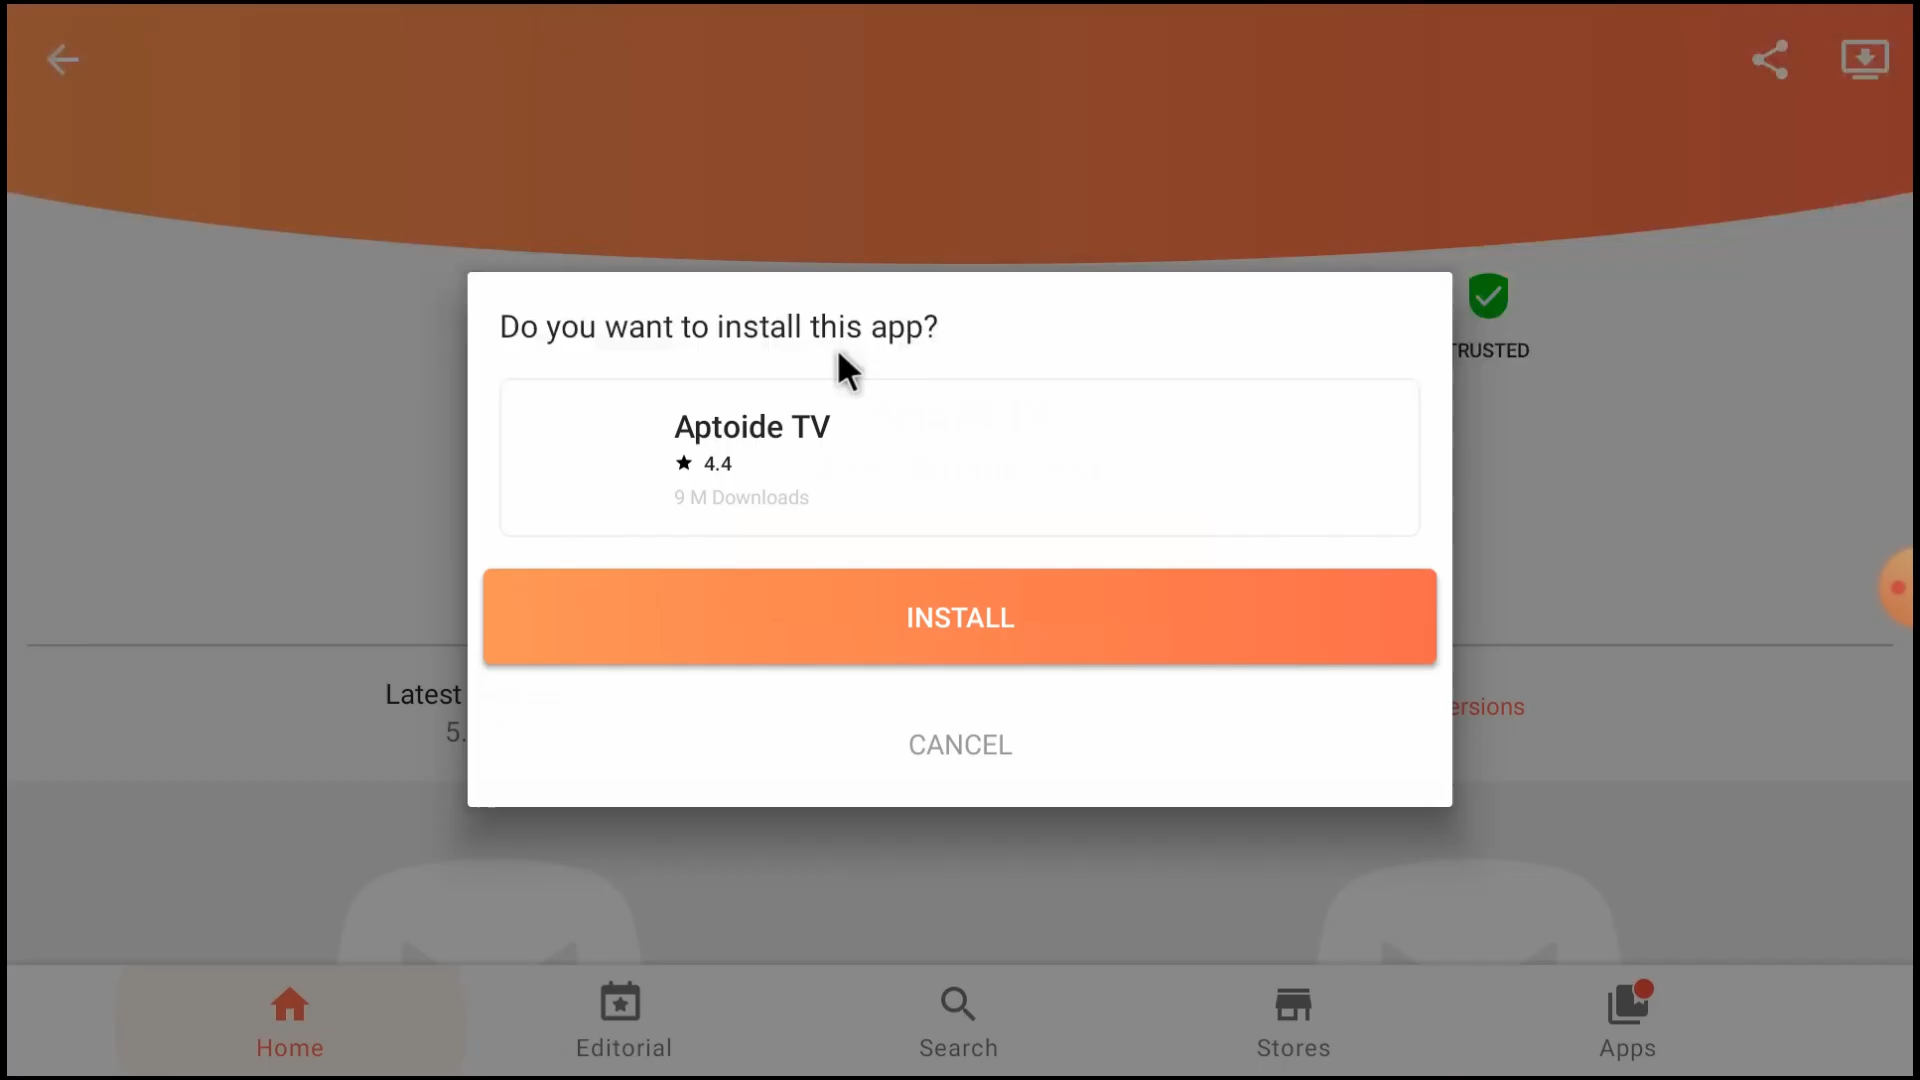 Do you want to install this app?
TRUSTED
Aptoide TV
4.4
9 M Downloads
INSTALL
Latest
5.
ersions
CANCEL
Home
Editorial
Search
Stores
Apps